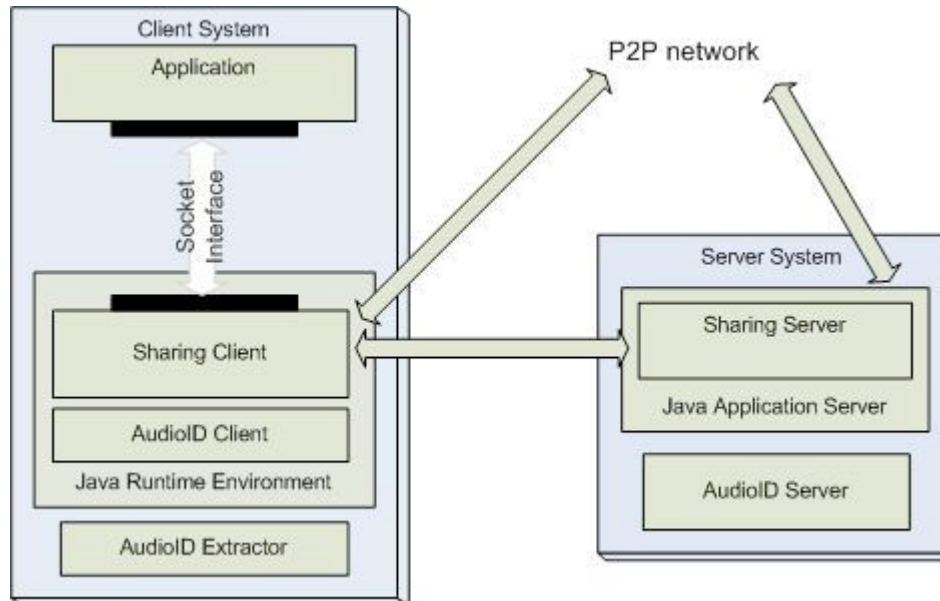 Client System
Application
Socket
Interface
Sharing Client
AudioID Client
Java Runtime Environment
AudioID Extractor
P2P network
Server System
Sharing Server
Java Application Server
AudioID Server